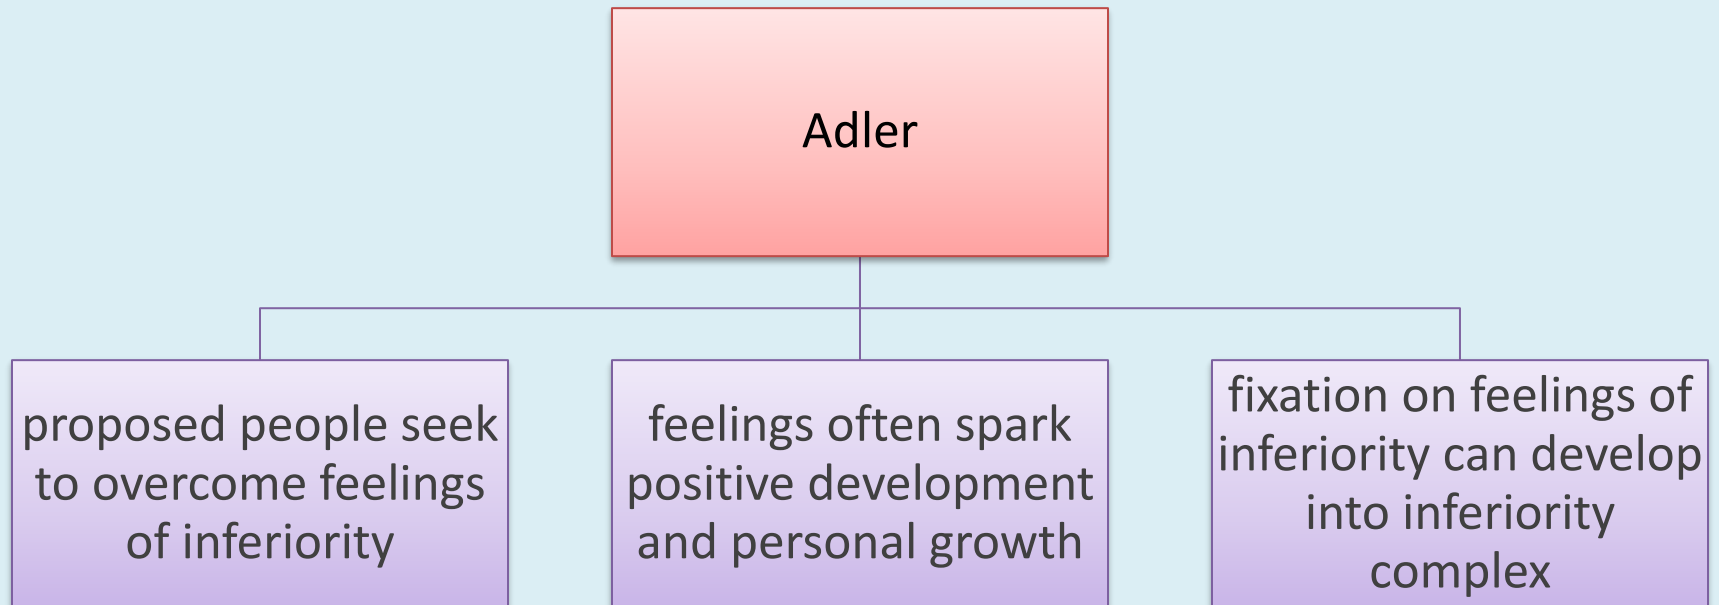 Adler
proposed people seek
to overcome feelings
of inferiority
feelings often spark
positive development
and personal growth
fixation on feelings of
inferiority can develop
into inferiority
complex